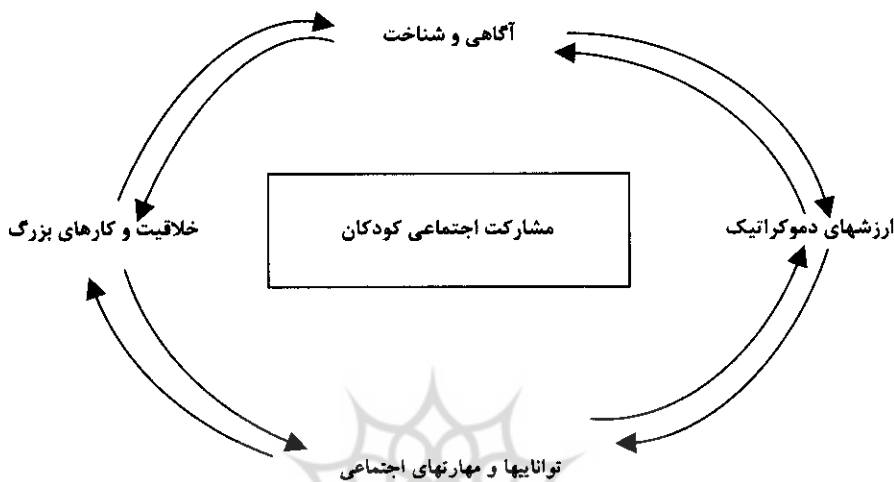 آگاهی و شناخت
ارزشهای دموکراتیک
مشارکت اجتماعی کودکان
خلاقیت و کارهای بزرگ
تواناییها و مهارتهای اجتماعی